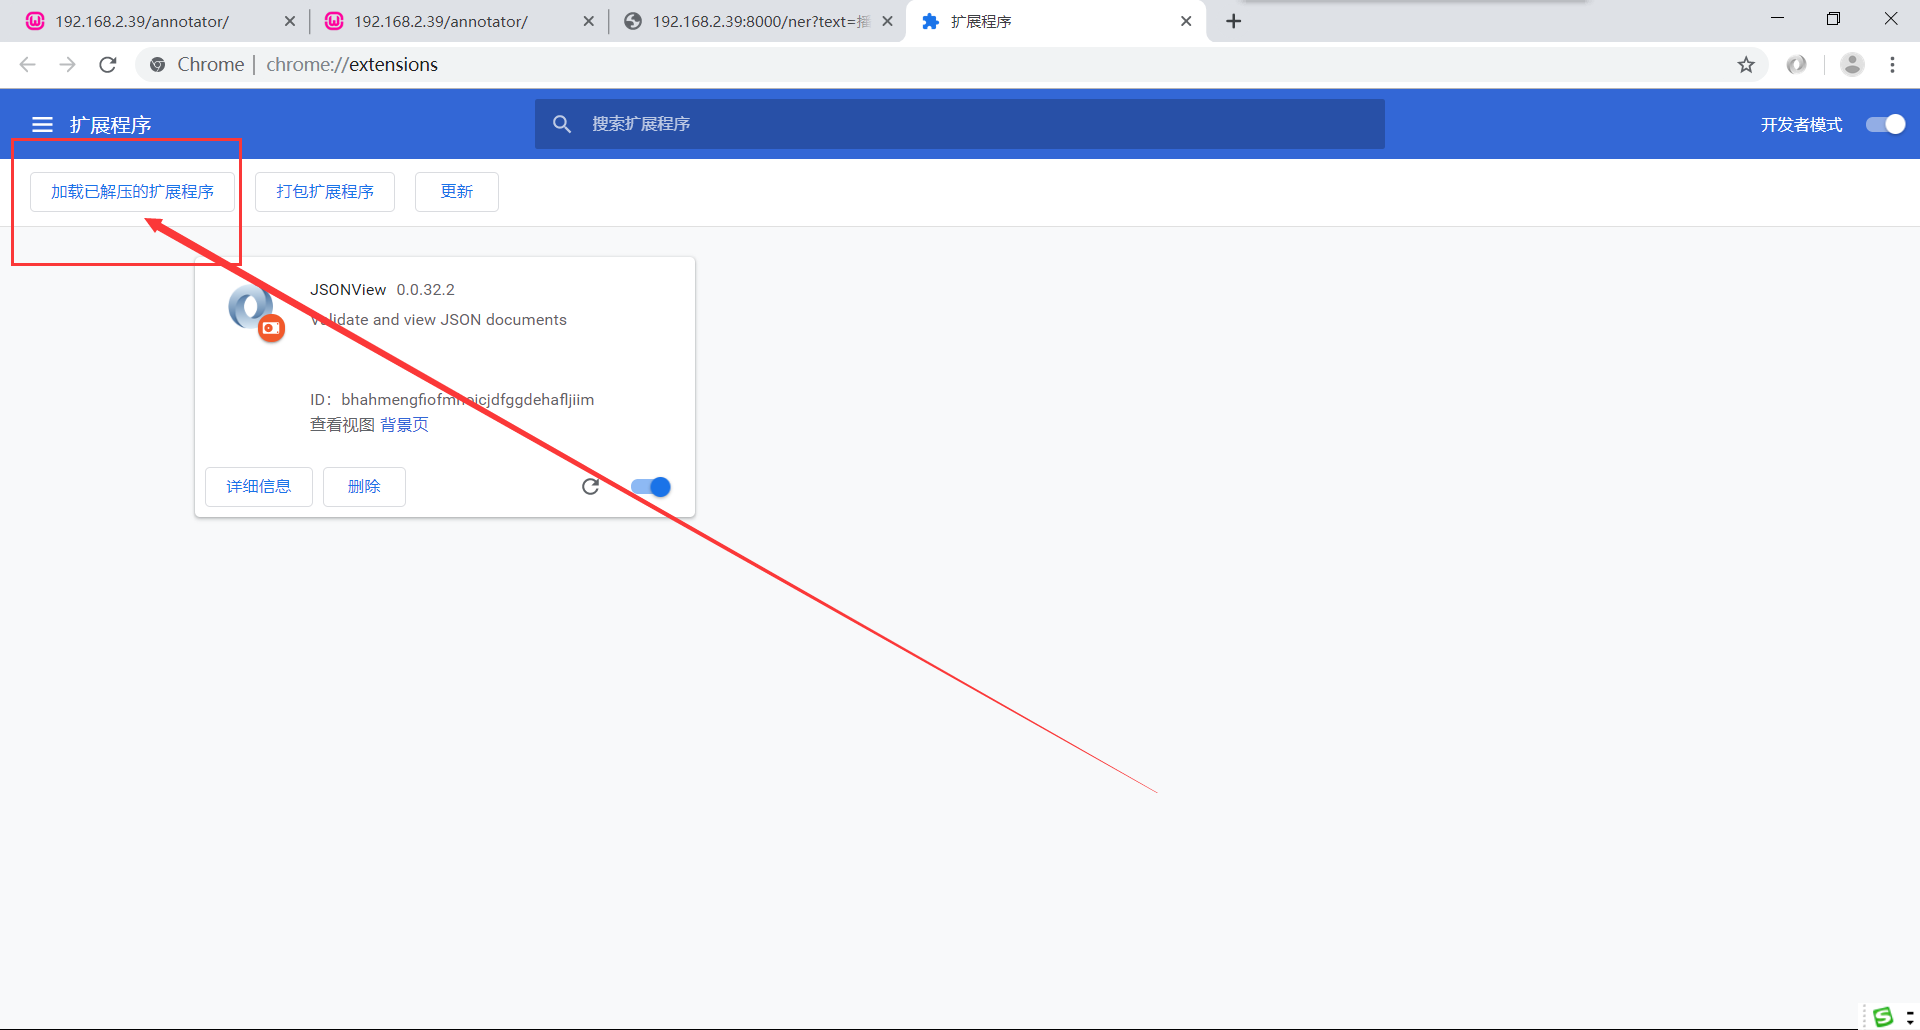 192.168.2.39/annotator/
192.168.2.39/annotator/
192.168.2.39:8000/ner?text=播
扩展程序
Chrome | chrome://extensions
扩展程序
搜索扩展程序
开发者模式
加载已解压的扩展程序
打包扩展程序
更新
JSONView 0.0.32.2
Validate and view JSON documents
查看视图 背景页
详细信息
删除